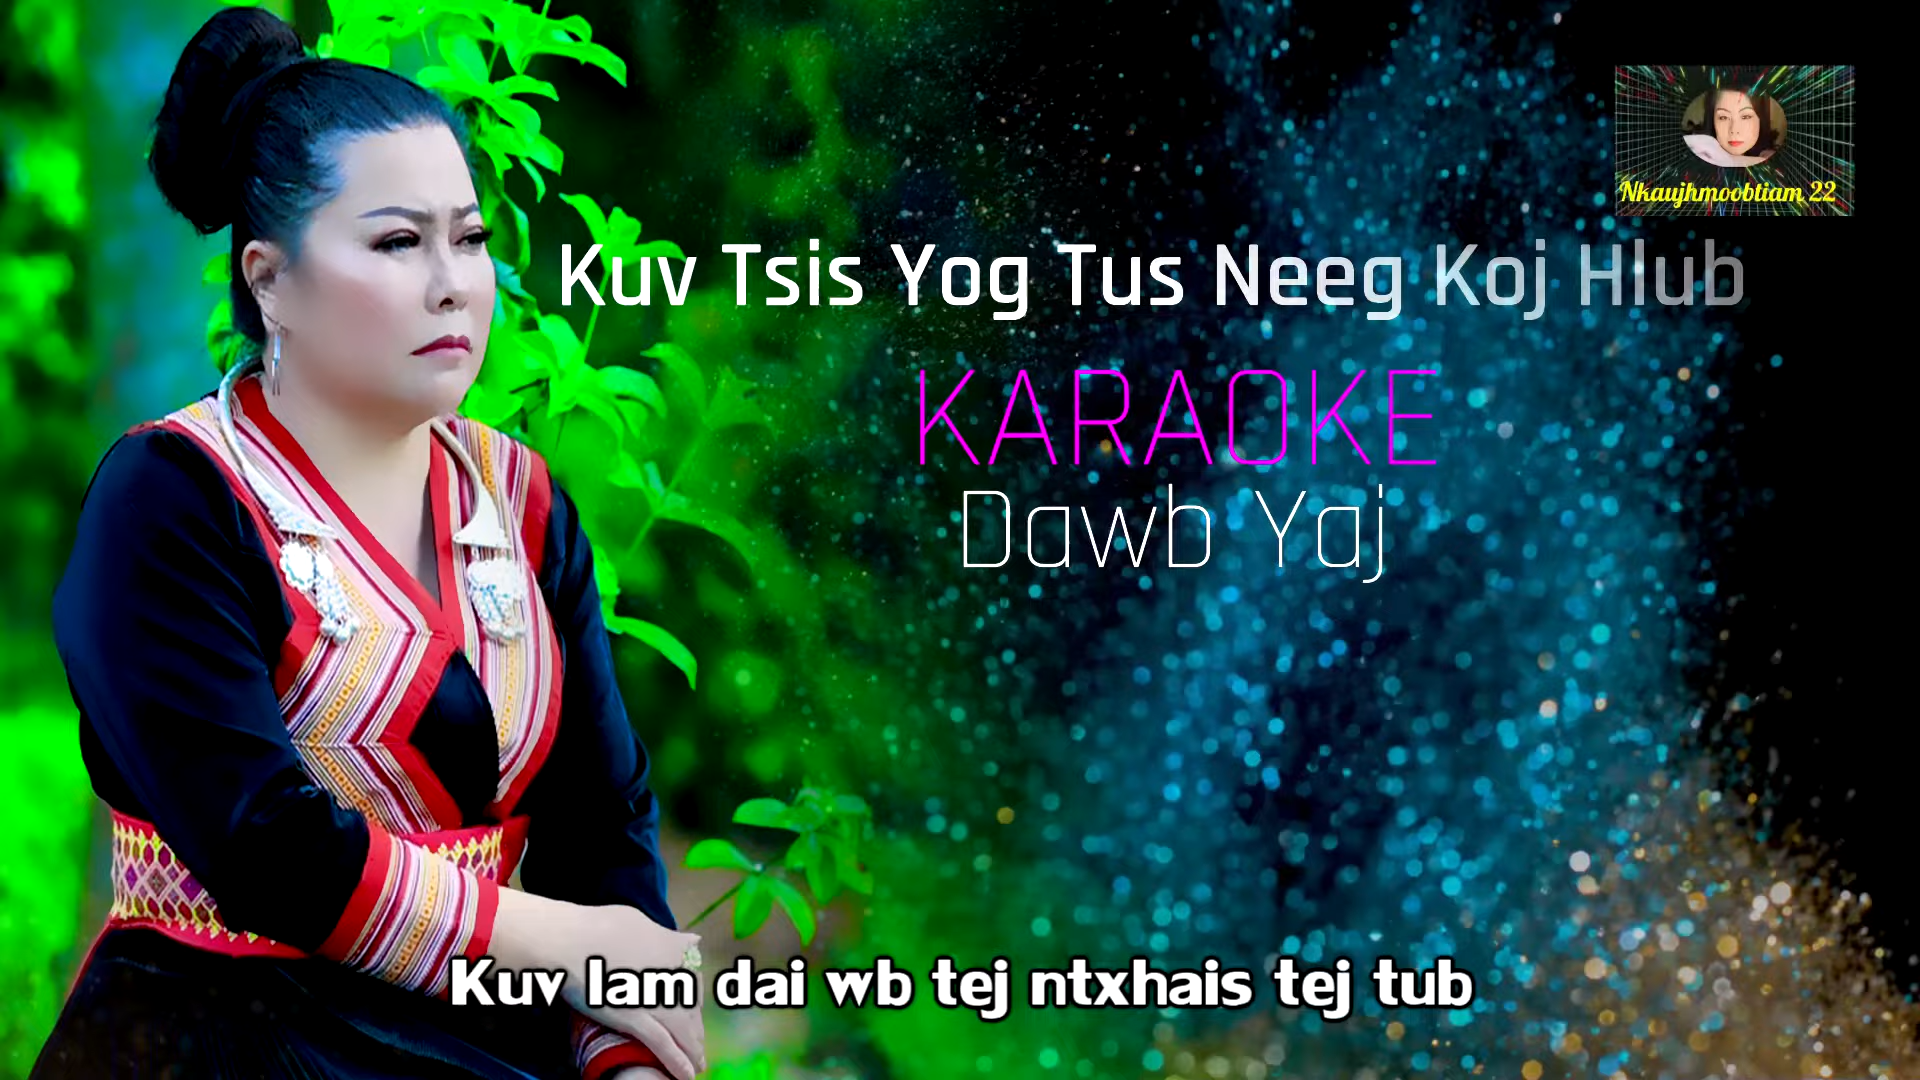 Nkaujhmoobtiam 22
Kuv Tsis Yog Tus Neeg Koj Hlub
KARAOKE
Dawb Yaj
Kuv lam dai wb tej ntxhais tej tub